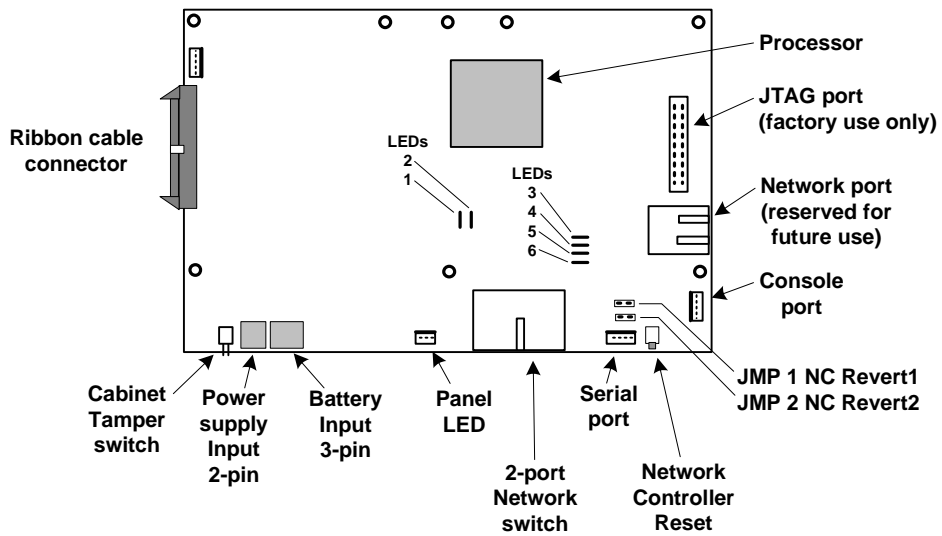 Processor
JTAG port
(factory use only)
Ribbon cable
connector
LEDs
2
1
LEDs
3
4
5
6
Network port
(reserved for
future use)
Console
port
JMP 1 NC Revert1
JMP 2 NC Revert2
Cabinet
Tamper
switch
Power
supply
Input
2-pin
Battery
Input
3-pin
Panel
LED
2-port
Network
switch
Serial
port
Network
Controller
Reset